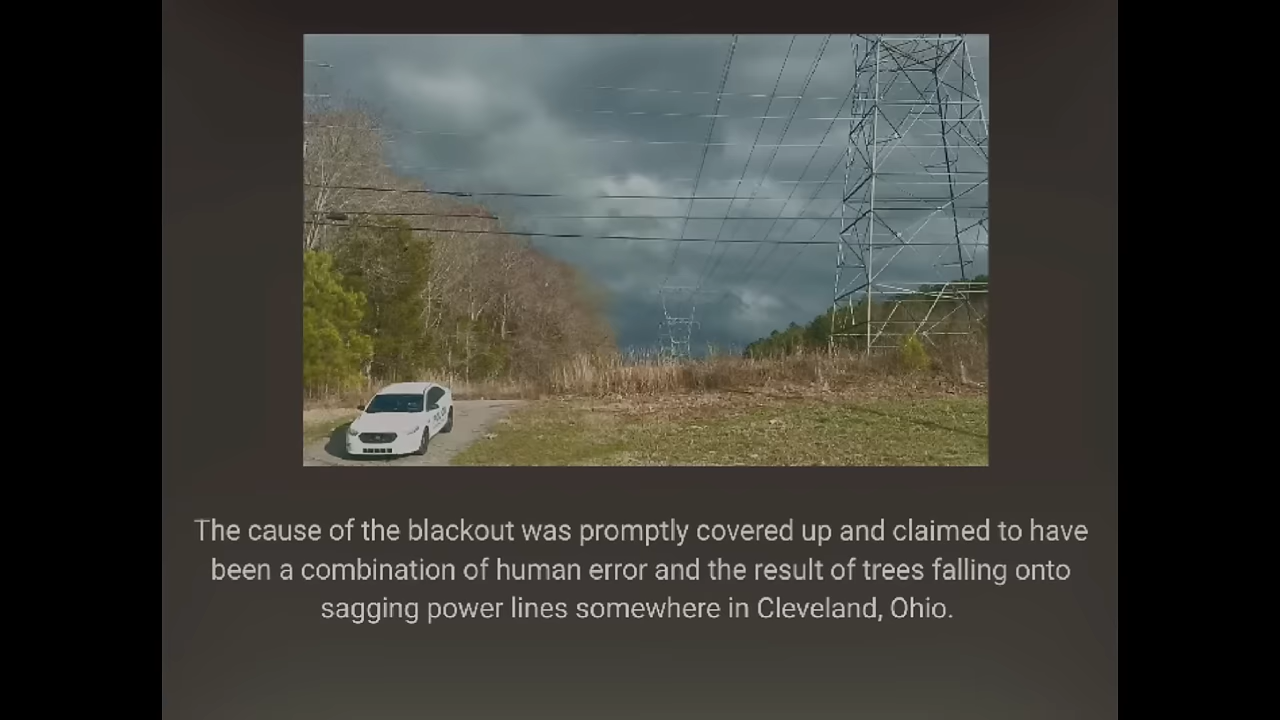 The cause of the blackout was promptly covered up and claimed to have
been a combination of human error and the result of trees falling onto
sagging power lines somewhere in Cleveland, Ohio.